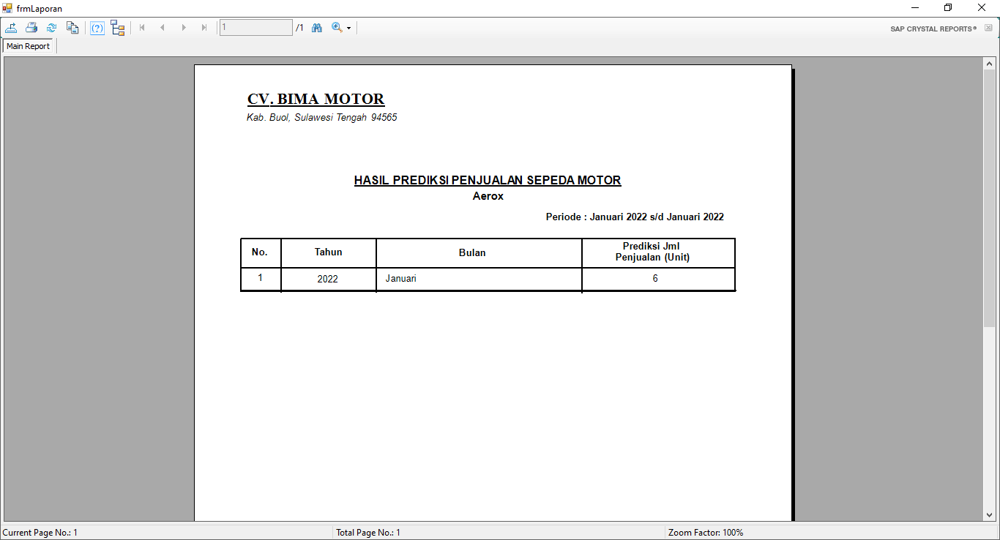 frmLaporan
1 /1 SAP CRYSTAL REPORTS®
Main Report
CV. BIMA MOTOR
Kab. Buol, Sulawesi Tengah 94565
HASIL PREDIKSI PENJUALAN SEPEDA MOTOR
Aerox
Periode : Januari 2022 s/d Januari 2022
No. Tahun Bulan Prediksi Jml
Penjualan (Unit)
1 2022 Januari 6
Current Page No.: 1 Total Page No.: 1 Zoom Factor: 100%